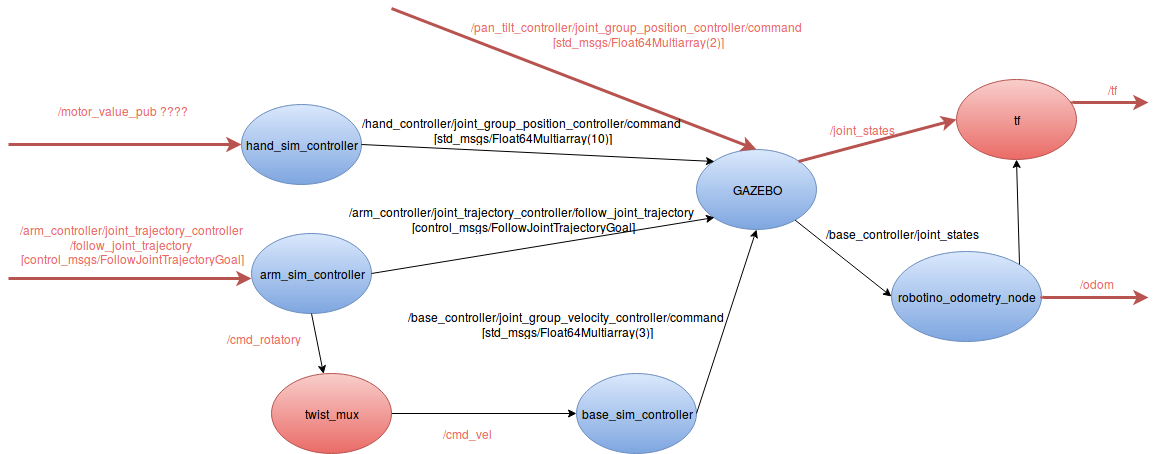 /pan_tilt_controller/joint_group_position_controller/command
[std_msgs/Float64Multiarray(2)]
/tf
/motor_value_pub ????
/hand_controller/joint_group_position_controller/command
[std_msgs/Float64Multiarray(10)]
/joint_states
tf
hand_sim_controller
GAZEBO
/arm_controller/joint_trajectory_controller/follow_joint_trajectory
[control_msgs/FollowJointTrajectoryGoal]
/arm_controller/joint_trajectory_controller
/follow_joint_trajectory
[control_msgs/FollowJointTrajectoryGoal]
/base_controller/joint_states
arm_sim_controller
/odom
robotino_odometry_node
/base_controller/joint_group_velocity_controller/command
[std_msgs/Float64Multiarray(3)]
/cmd_rotatory
twist_mux
base_sim_controller
/cmd_vel